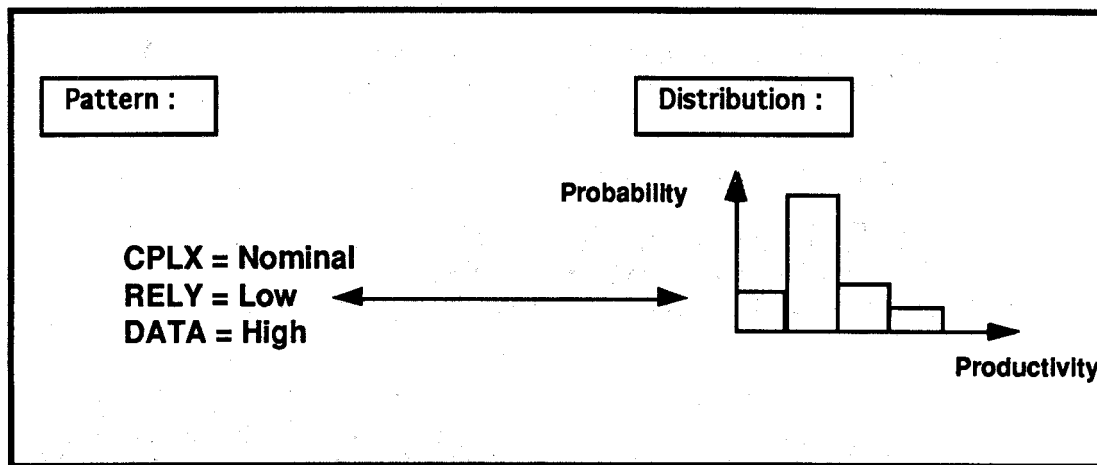 Pattern :
Distribution :
Probability
CPLX = Nominal
RELY = Low
DATA = High
Productivity